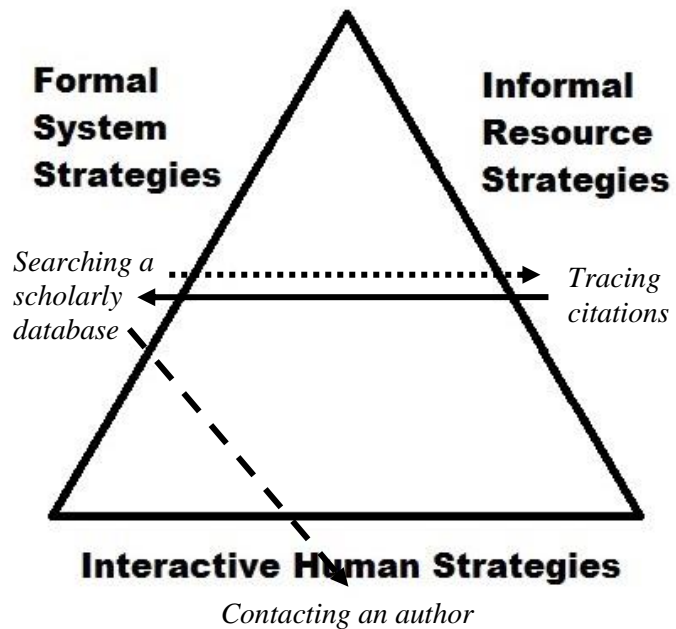 Formal
System
Strategies
Informal
Resource
Strategies
Searching a
scholarly
database
Tracing
citations
Interactive Human Strategies
Contacting an author